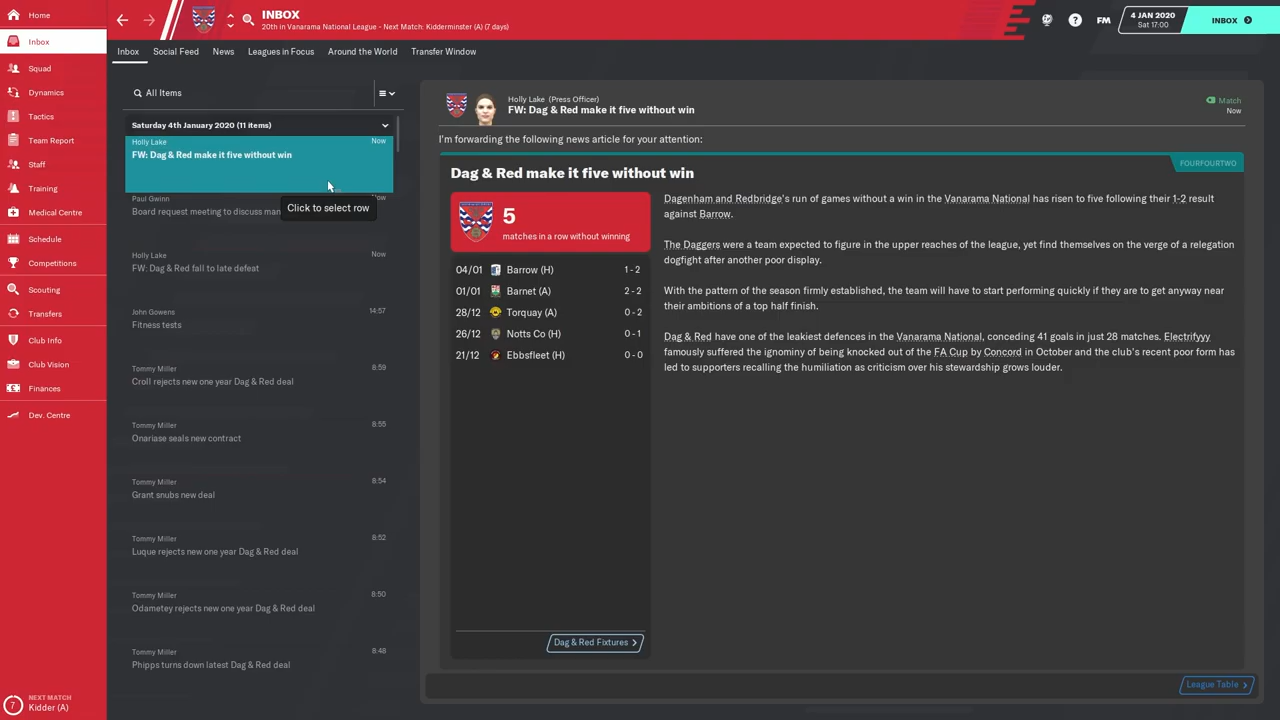 Home
Inbox
Squad
Dynamics
Tactics
Team Report
Staff
Training
Medical Centre
Schedule
Competitions
Scouting
Transfers
Club Info
Club Vision
Finances
Dev. Centre
7
NEXT MATCH
Kidder (A)
INBOX
20th in Vanarama National League - Next Match: Kidderminster (A) (7 days)
?
FM
4 JAN 2020
Sat 17:00
INBOX
Inbox
Social Feed
News
Leagues in Focus
Around the World
Transfer Window
All Items
Saturday 4th January 2020 (11 items)
Holly Lake
Now
FW: Dag & Red make it five without win
Paul Gwinn
Now
Board request meeting to discuss man
Click to select row
Holly Lake
Now
FW: Dag & Red fall to late defeat
John Gowens
14:57
Fitness tests
Tommy Miller
8:59
Croll rejects new one year Dag & Red deal
Tommy Miller
8:55
Onariase seals new contract
Tommy Miller
8:54
Grant snubs new deal
Tommy Miller
8:52
Luque rejects new one year Dag & Red deal
Tommy Miller
8:50
Odametey rejects new one year Dag & Red deal
Tommy Miller
8:48
Phipps turns down latest Dag & Red deal
Holly Lake (Press Officer)
FW: Dag & Red make it five without win
Match
Now
I'm forwarding the following news article for your attention:
FOURFOURTWO
Dag & Red make it five without win
5
matches in a row without winning
04/01 Barrow (H) 1 - 2
01/01 Barnet (A) 2 - 2
28/12 Torquay (A) 0 - 2
26/12 Notts Co (H) 0 - 1
21/12 Ebbsfleet (H) 0 - 0
Dag & Red Fixtures
Dagenham and Redbridge's run of games without a win in the Vanarama National has risen to five following their 1-2 result
against Barrow.
The Daggers were a team expected to figure in the upper reaches of the league, yet find themselves on the verge of a relegation
dogfight after another poor display.
With the pattern of the season firmly established, the team will have to start performing quickly if they are to get anyway near
their ambitions of a top half finish.
Dag & Red have one of the leakiest defences in the Vanarama National, conceding 41 goals in just 28 matches. Electrifyyy
famously suffered the ignominy of being knocked out of the FA Cup by Concord in October and the club's recent poor form has
led to supporters recalling the humiliation as criticism over his stewardship grows louder.
League Table